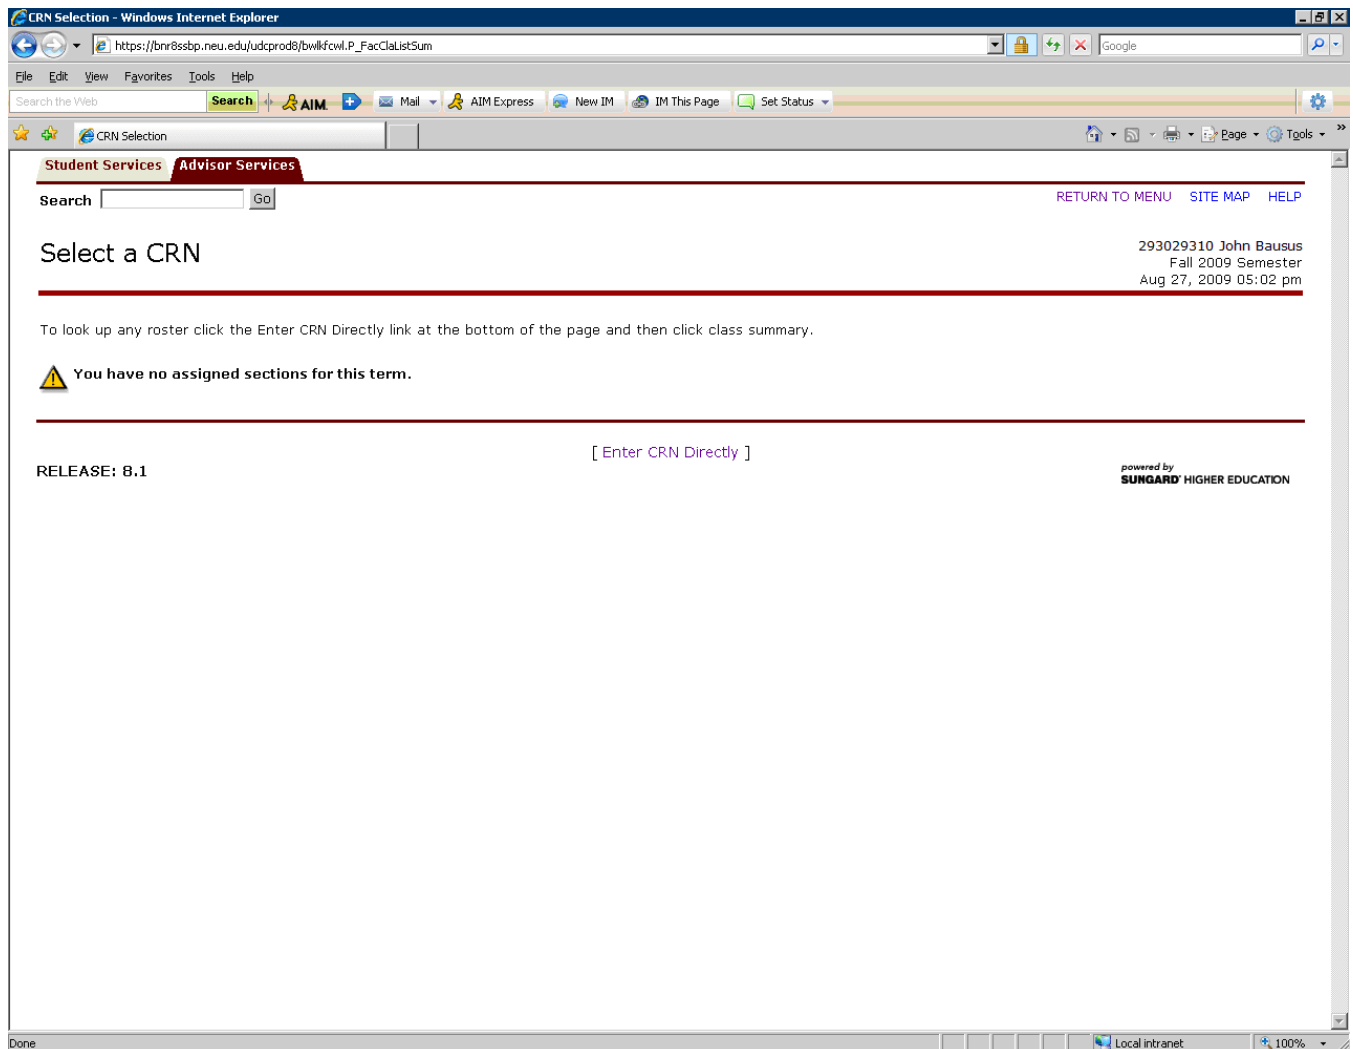 CRN Selection - Windows Internet Explorer
https://bnr8ssbp.neu.edu/udcprod8/bwlkfcwl.P_FacClaListSum
Google
File Edit View Favorites Tools Help
Search the Web Search AIM. Mail AIM Express New IM IM This Page Set Status
CRN Selection Page Tools »
Student Services Advisor Services
Search Go RETURN TO MENU SITE MAP HELP
Select a CRN
293029310 John Bausus
Fall 2009 Semester
Aug 27, 2009 05:02 pm
To look up any roster click the Enter CRN Directly link at the bottom of the page and then click class summary.
You have no assigned sections for this term.
[ Enter CRN Directly ]
RELEASE: 8.1
powered by
SUNGARD' HIGHER EDUCATION
Done Local intranet 100%